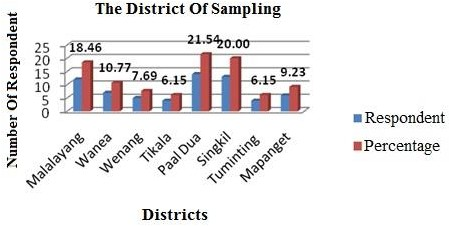 The District Of Sampling
Number Of Respondent
25
20
15
10
5
0
18.46
10.77
7.69
6.15
21.54
20.00
6.15
9.23
Malalayang
Wanea
Wenang
Tikala
Paal Dua
Singkil
Tuminting
Mapanget
Districts
Respondent
Percentage